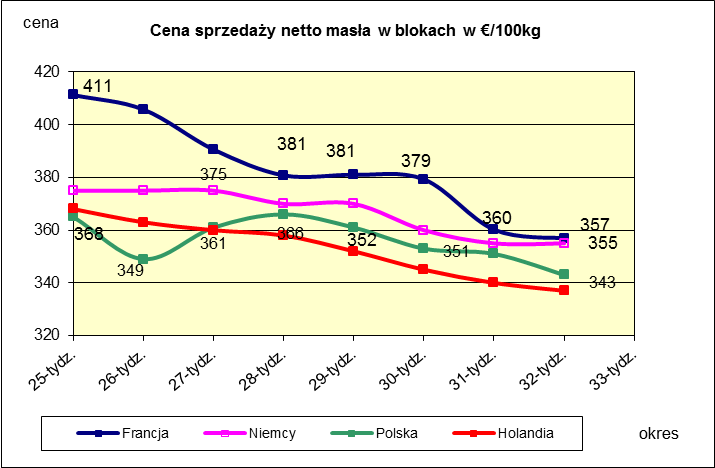 cena
Cena sprzedaży netto masła w blokach w €/100kg
420
400
380
360
340
320
411
381
381
379
375
360
357
355
368
349
361
366
352
351
343
25-tydz.
26-tydz.
27-tydz.
28-tydz.
29-tydz.
30-tydz.
31-tydz.
32-tydz.
33-tydz.
Francja
Niemcy
Polska
Holandia
okres